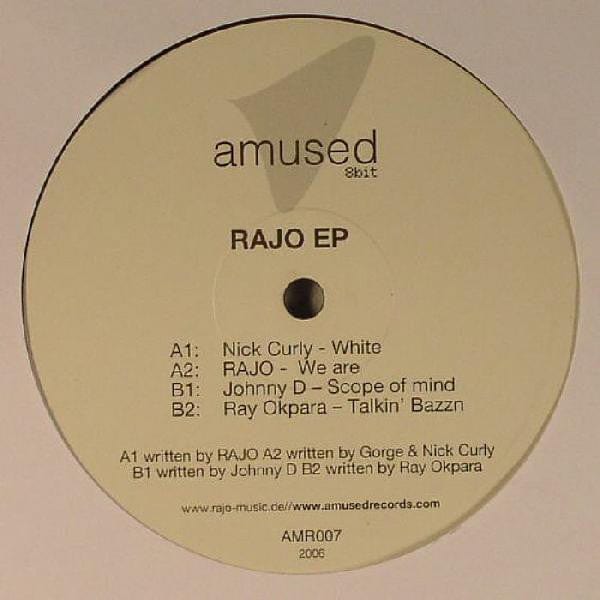 amused
8bit
RAJO EP
A1: Nick Curly - White
A2: RAJO - We are
B1: Johnny D – Scope of mind
B2: Ray Okpara – Talkin' Bazzn
A1 written by RAJO A2 written by Gorge & Nick Curly
B1 written by Johnny D B2 written by Ray Okpara
www.rajo-music.de//www.amusedrecords.com
AMR007
2006